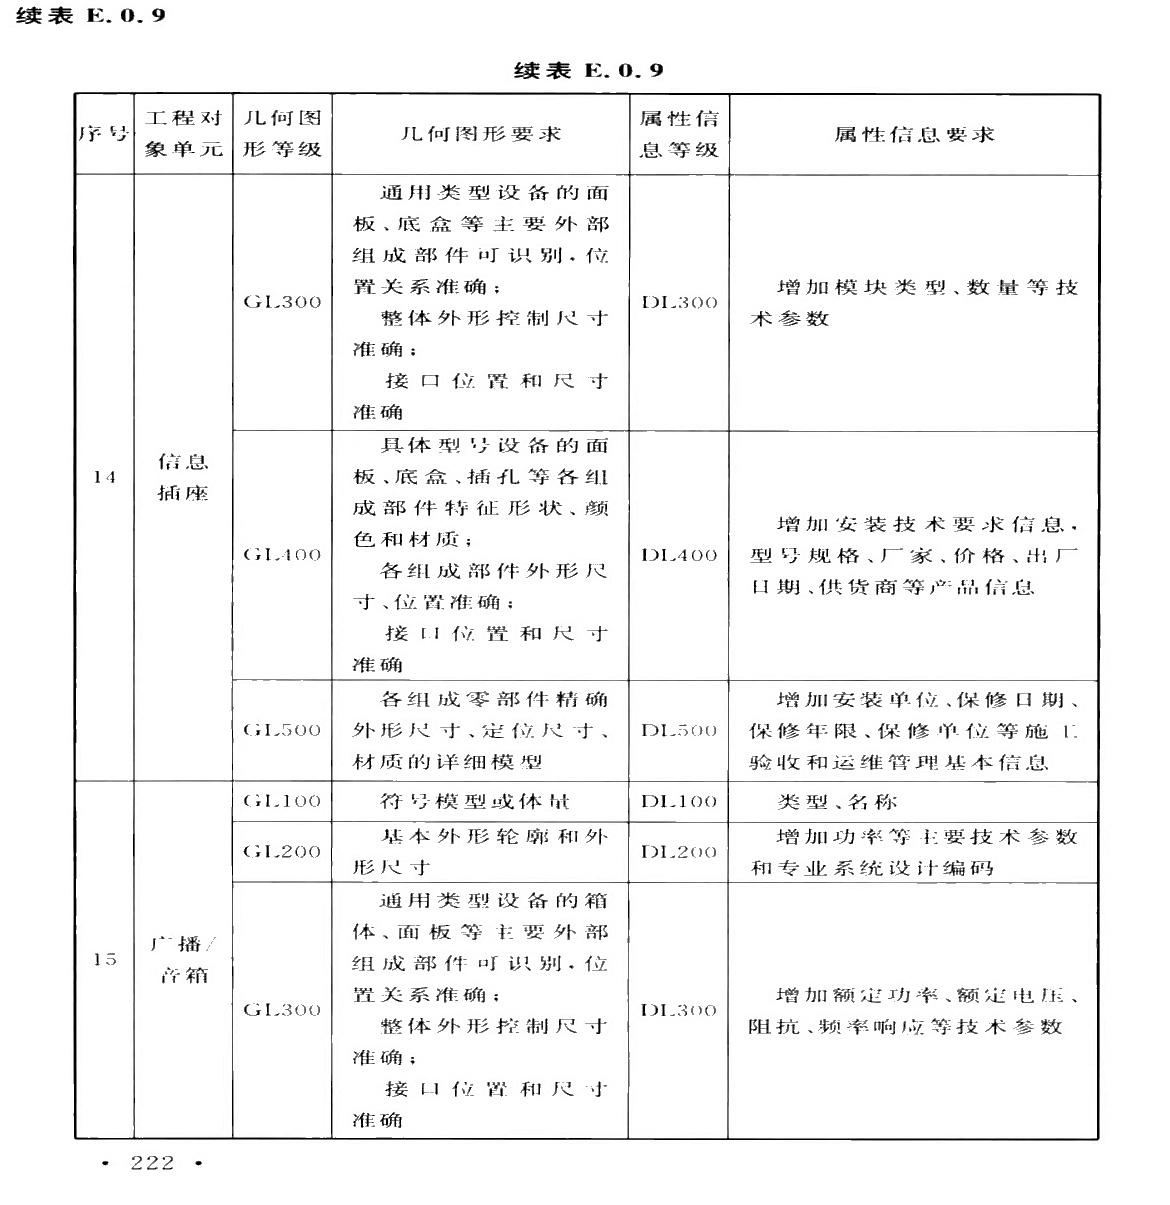 续表 E.0.9
续表 E.0.9
序号
工程对
象单元
几何图
形等级
几何图形要求
属性信
息等级
属性信息要求
14
信息
插座
GL300
通用类型设备的面
板、底盒等主要外部
组成部件可识别,位
置关系准确;
整体外形控制尺寸
准确;
接口位置和尺寸
准确
DL300
增加模块类型、数量等技
术参数
GL400
具体型号设备的面
板、底盒、插孔等各组
成部件特征形状、颜
色和材质;
各组成部件外形尺
寸、位置准确;
接口位置和尺寸
准确
DL400
增加安装技术要求信息,
型号规格、厂家、价格、出厂
日期、供货商等产品信息
GL500
各组成零部件精确
外形尺寸、定位尺寸、
材质的详细模型
DL500
增加安装单位、保修日期、
保修年限、保修单位等施工
验收和运维管理基本信息
15
广播/
音箱
GL100
符号模型或体量
DL100
类型、名称
GL200
基本外形轮廓和外
形尺寸
DL200
增加功率等主要技术参数
和专业系统设计编码
GL300
通用类型设备的箱
体、面板等主要外部
组成部件可识别,位
置关系准确;
整体外形控制尺寸
准确;
接口位置和尺寸
准确
DL300
增加额定功率、额定电压、
阻抗、频率响应等技术参数
· 222 ·